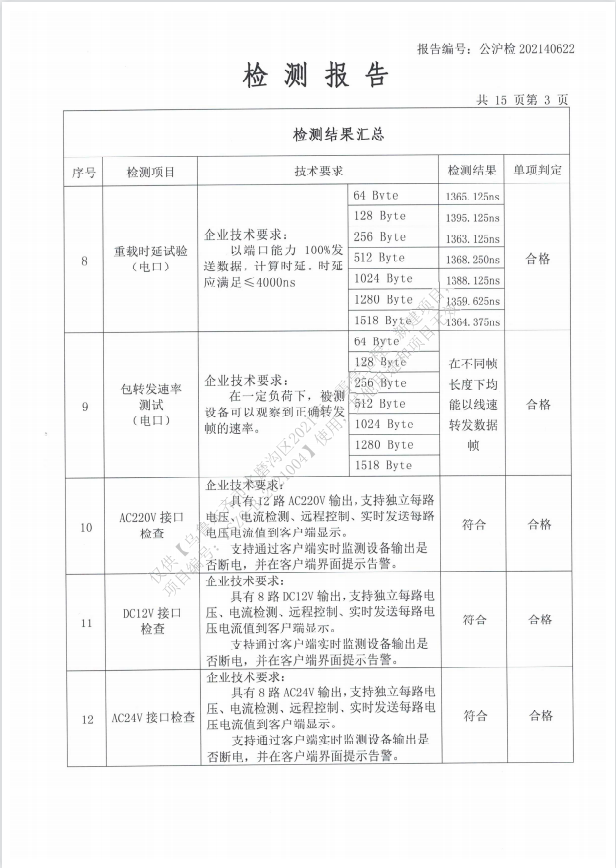 报告编号：公沪检 202140622
检 测 报 告
共 15 页第 3 页
检测结果汇总
序号 检测项目 技术要求 检测结果 单项判定
8
重载时延试验
（电口）
企业技术要求：
以端口能力 100%发
送数据，计算时延，时延
应满足≤4000ns
64 Byte 1365.125ns
128 Byte 1395.125ns
256 Byte 1363.125ns
512 Byte 1368.250ns
1024 Byte 1388.125ns
1280 Byte 1359.625ns
1518 Byte 1364.375ns
合格
9
包转发速率
测试
（电口）
企业技术要求：
在一定负荷下，被测
设备可以观察到正确转发
帧的速率。
64 Byte
128 Byte
256 Byte
512 Byte
1024 Byte
1280 Byte
1518 Byte
在不同帧
长度下均
能以线速
转发数据
帧
合格
10
AC220V 接口
检查
企业技术要求：
具有 12 路 AC220V 输出，支持独立每路
电压、电流检测、远程控制、实时发送每路
电压电流值到客户端显示。
支持通过客户端实时监测设备输出是
否断电，并在客户端界面提示告警。
符合
合格
11
DC12V 接口
检查
企业技术要求：
具有 8 路 DC12V 输出，支持独立每路电
压、电流检测、远程控制、实时发送每路电
压电流值到客户端显示。
支持通过客户端实时监测设备输出是
否断电，并在客户端界面提示告警。
符合
合格
12
AC24V 接口检查
企业技术要求：
具有 8 路 AC24V 输出，支持独立每路电
压、电流检测、远程控制、实时发送每路电
压电流值到客户端显示。
支持通过客户端实时监测设备输出是
否断电，并在客户端界面提示告警。
符合
合格